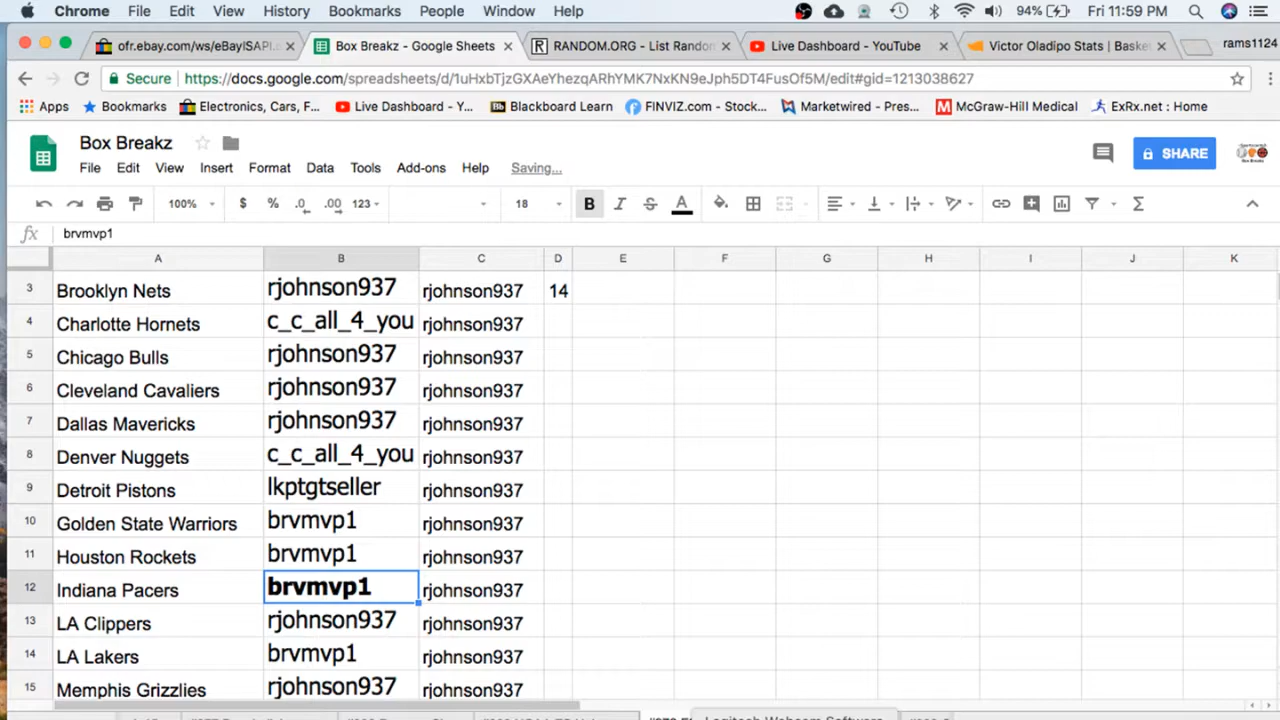 Chrome File Edit View History Bookmarks People Window Help 94% Fri 11:59 PM
ofr.ebay.com/ws/eBayISAPI.c Box Breakz - Google Sheets RANDOM.ORG - List Random Live Dashboard - YouTube Victor Oladipo Stats | Basket rams1124
Secure https://docs.google.com/spreadsheets/d/1uHxbTjzGXAeYhezqARhYMK7NxKN9eJph5DT4FusOf5M/edit#gid=1213038627
Apps Bookmarks Electronics, Cars, F... Live Dashboard - Y... Blackboard Learn FINVIZ.com - Stock... Marketwired - Pres... McGraw-Hill Medical ExRx.net : Home
Box Breakz
SHARE
File Edit View Insert Format Data Tools Add-ons Help Saving...
100% $ % .0 .00 123 18 B I S A Σ
fx brvmvp1
A B C D E F G H I J K
3 Brooklyn Nets rjohnson937 rjohnson937 14
4 Charlotte Hornets c_c_all_4_you rjohnson937
5 Chicago Bulls rjohnson937 rjohnson937
6 Cleveland Cavaliers rjohnson937 rjohnson937
7 Dallas Mavericks rjohnson937 rjohnson937
8 Denver Nuggets c_c_all_4_you rjohnson937
9 Detroit Pistons lkptgtseller rjohnson937
10 Golden State Warriors brvmvp1 rjohnson937
11 Houston Rockets brvmvp1 rjohnson937
12 Indiana Pacers brvmvp1 rjohnson937
13 LA Clippers rjohnson937 rjohnson937
14 LA Lakers brvmvp1 rjohnson937
15 Memphis Grizzlies rjohnson937 rjohnson937
Logitech Webcam Software